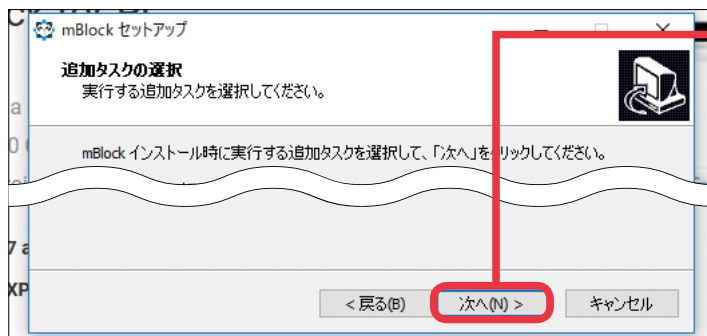 mBlock セットアップ
追加タスクの選択
実行する追加タスクを選択してください。
mBlock インストール時に実行する追加タスクを選択して、「次へ」をクリックしてください。
a
0
7 a
XP
< 戻る(B)
次へ(N) >
キャンセル